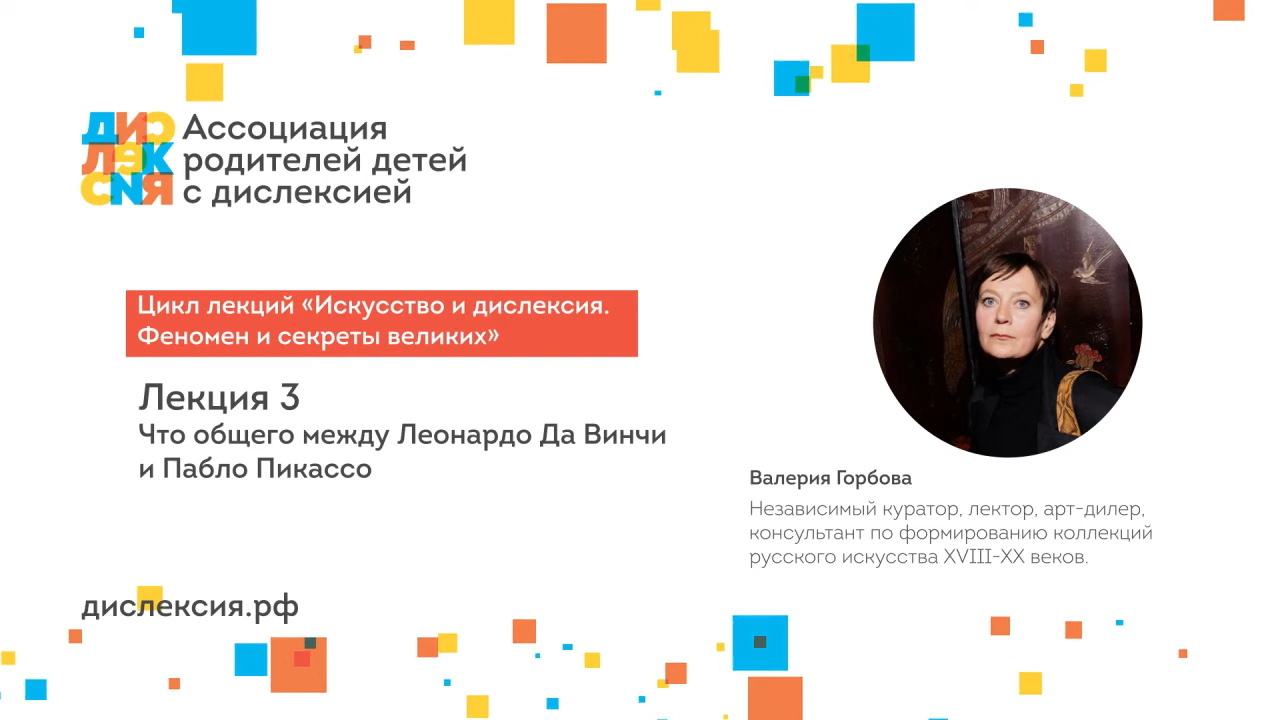 ДИС
ЛЕК
СИЯ
Ассоциация
родителей детей
с дислексией
Цикл лекций «Искусство и дислексия.
Феномен и секреты великих»
Лекция 3
Что общего между Леонардо Да Винчи
и Пабло Пикассо
Валерия Горбова
Независимый куратор, лектор, арт-дилер,
консультант по формированию коллекций
русского искусства XVIII-XX веков.
дислексия.рф